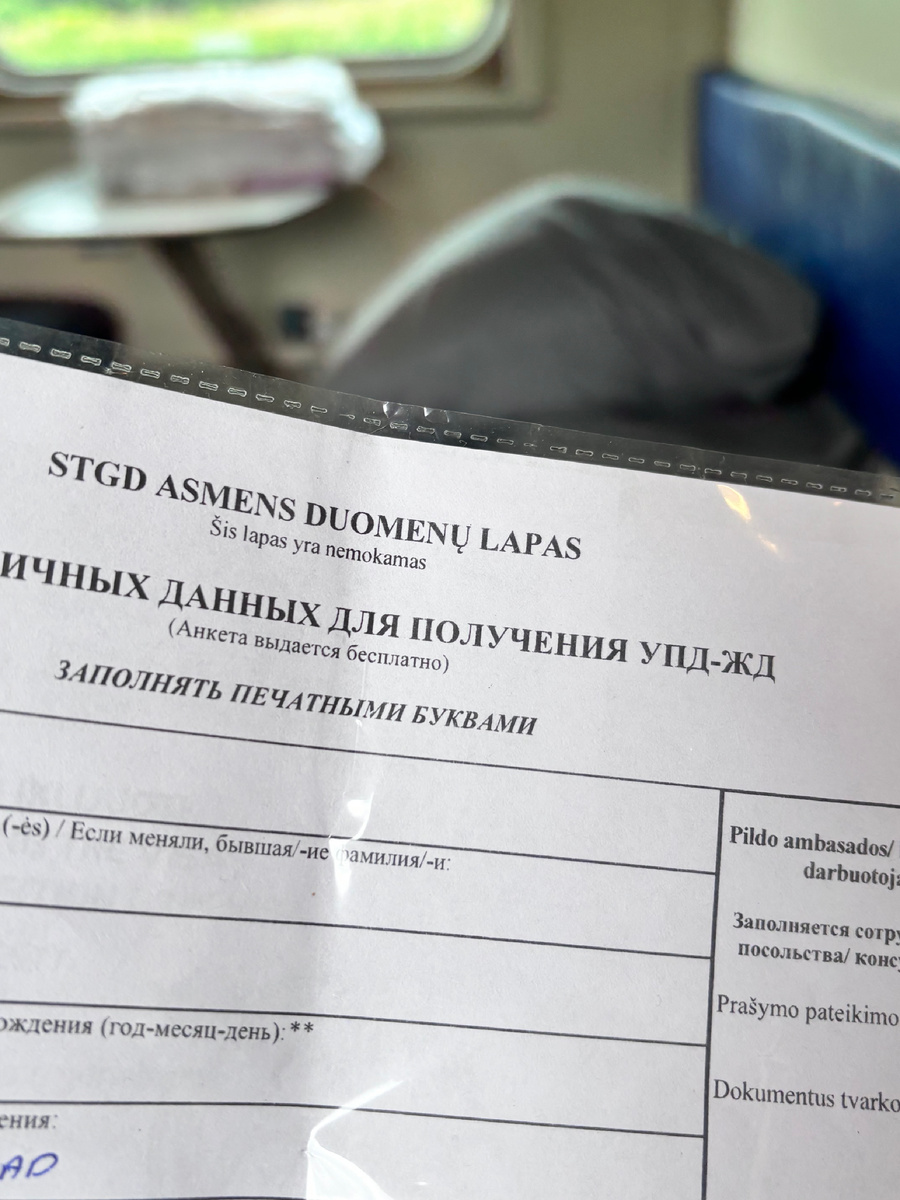 STGD ASMENS DUOMENŲ LAPAS
Šis lapas yra nemokamas
ИЧНЫХ ДАННЫХ ДЛЯ ПОЛУЧЕНИЯ УПД-ЖД
(Анкета выдается бесплатно)
ЗАПОЛНЯТЬ ПЕЧАТНЫМИ БУКВАМИ
(-ės) / Если меняли, бывшая/-ие фамилия/-и:
ождения (год-месяц-день):**
ения:
AD
Pildo ambasados/
darbuotoja
Заполняется сотру
посольства/ консу
Prašymo pateikimo
Dokumentus tvarko